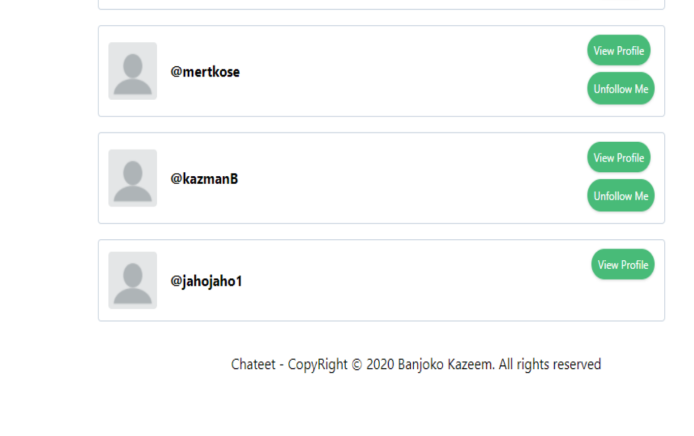 View Profile
@mertkose
Unfollow Me
View Profile
@kazmanB
Unfollow Me
View Profile
@jahojaho1
Chateet - CopyRight © 2020 Banjoko Kazeem. All rights reserved